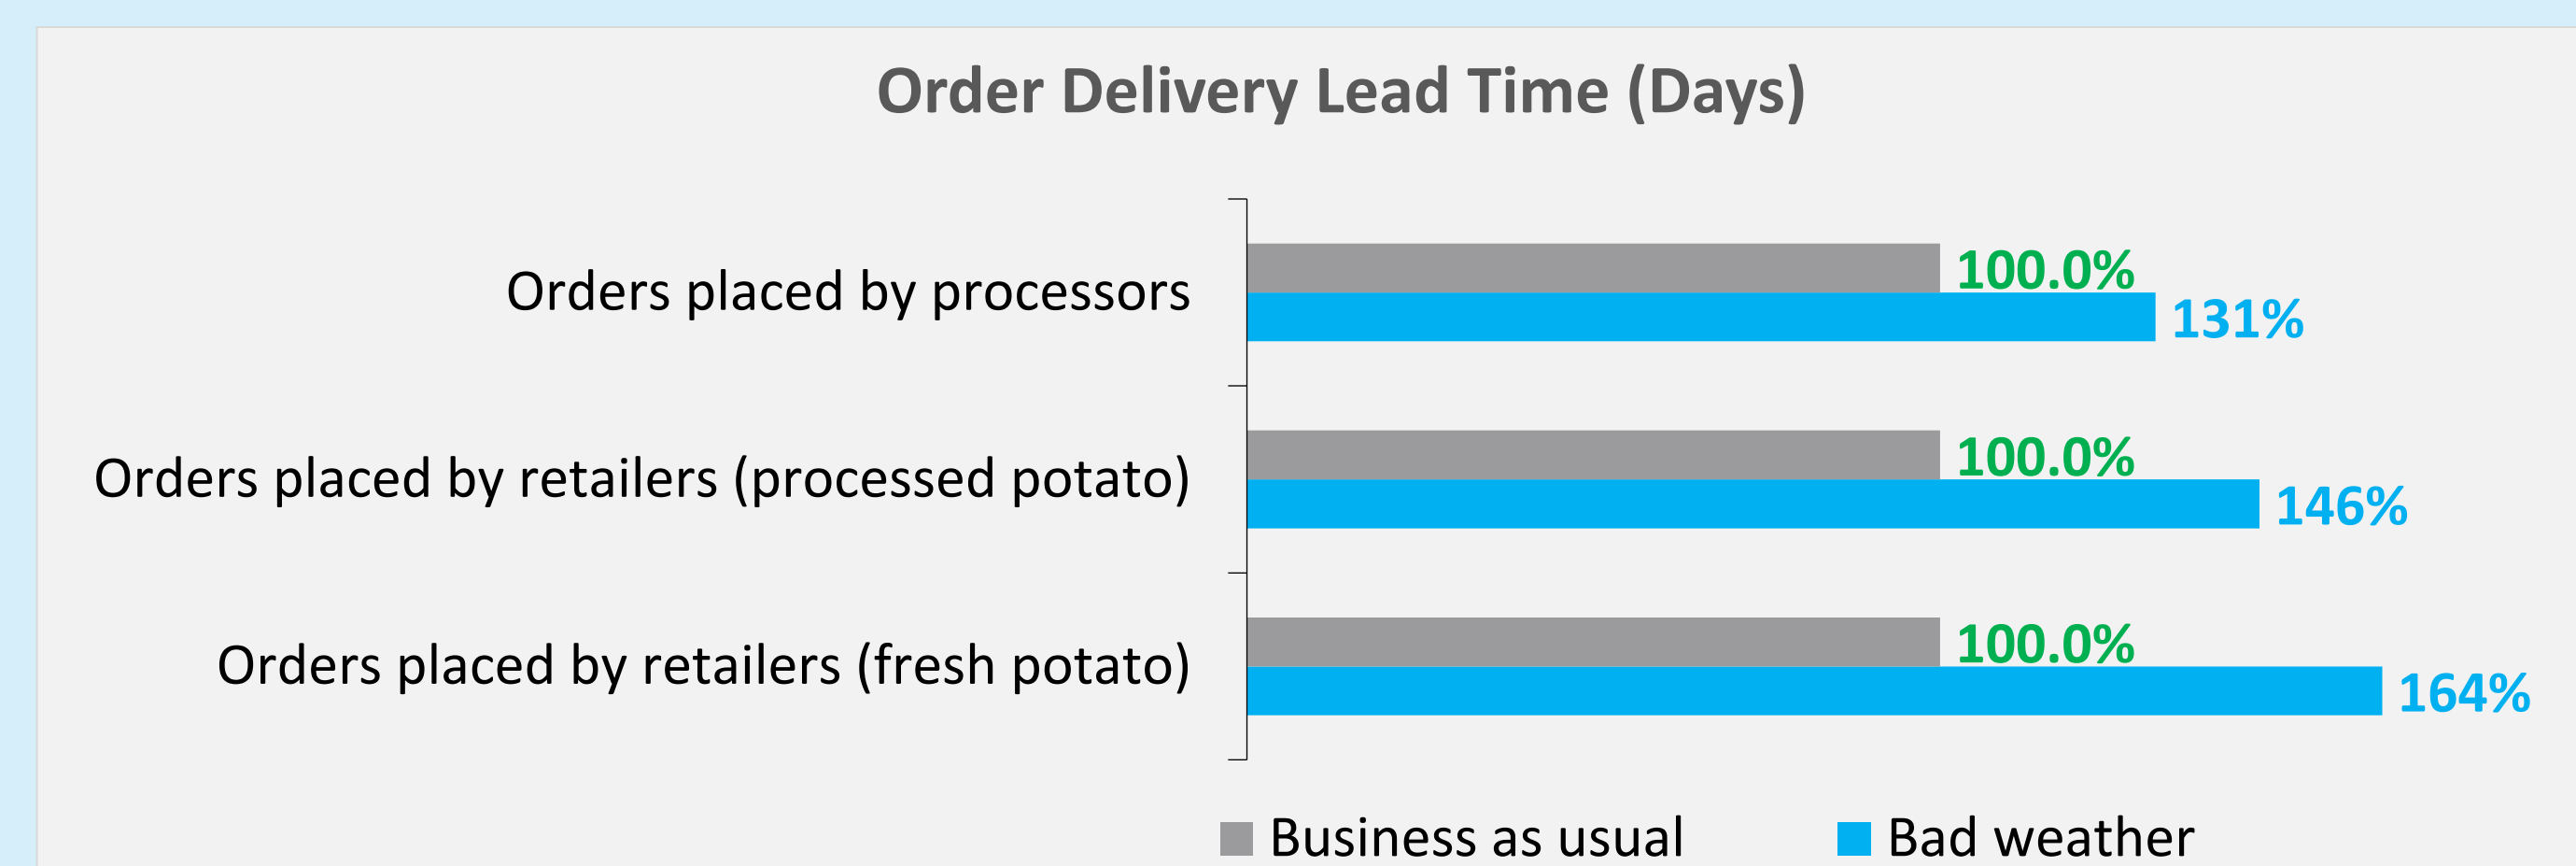 Order Delivery Lead Time (Days)
Orders placed by processors
100.0%
131%
Orders placed by retailers (processed potato)
100.0%
146%
Orders placed by retailers (fresh potato)
100.0%
164%
Business as usual
Bad weather